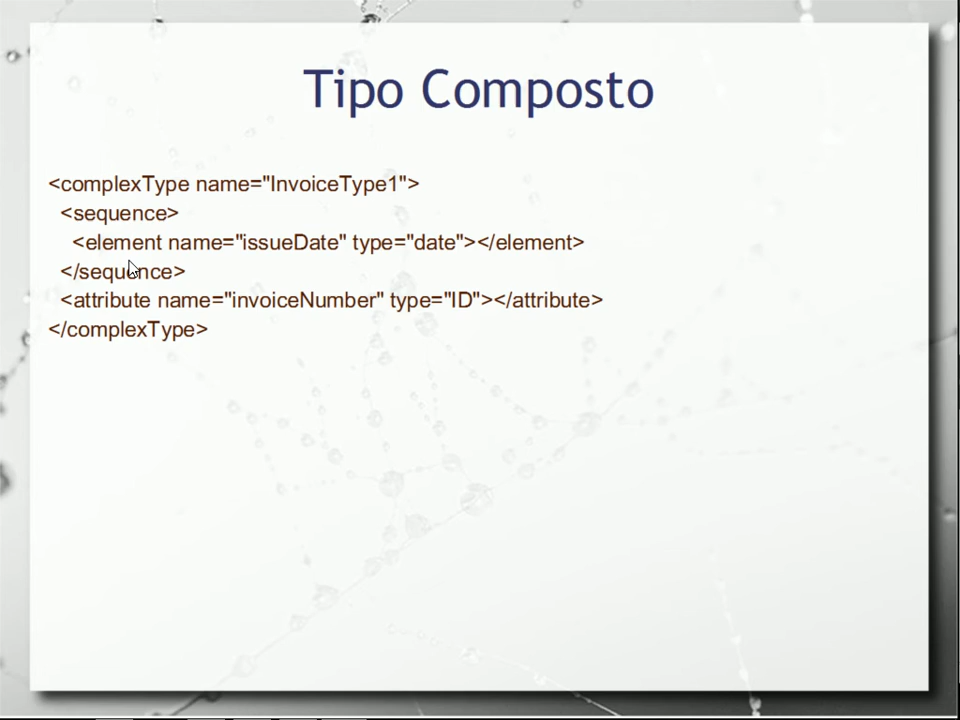 Tipo Composto
<complexType name="InvoiceType1">
<sequence>
<element name="issueDate" type="date"></element>
</sequence>
<attribute name="invoiceNumber" type="ID"></attribute>
</complexType>